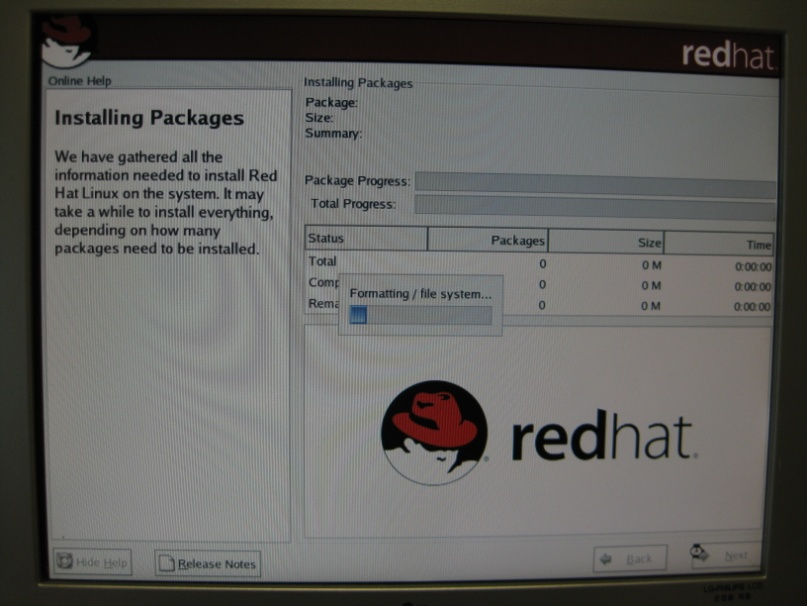 redhat
Online Help
Installing Packages
We have gathered all the
information needed to install Red
Hat Linux on the system. It may
take a while to install everything,
depending on how many
packages need to be installed.
Installing Packages
Package:
Size:
Summary:
Package Progress:
Total Progress:
Status Packages Size Time
Total 0 0 M 0:00:00
Comp 0 0 M 0:00:00
Rema 0 0 M 0:00:00
Formatting / file system...
redhat.
Hide Help
Release Notes
Back
Next